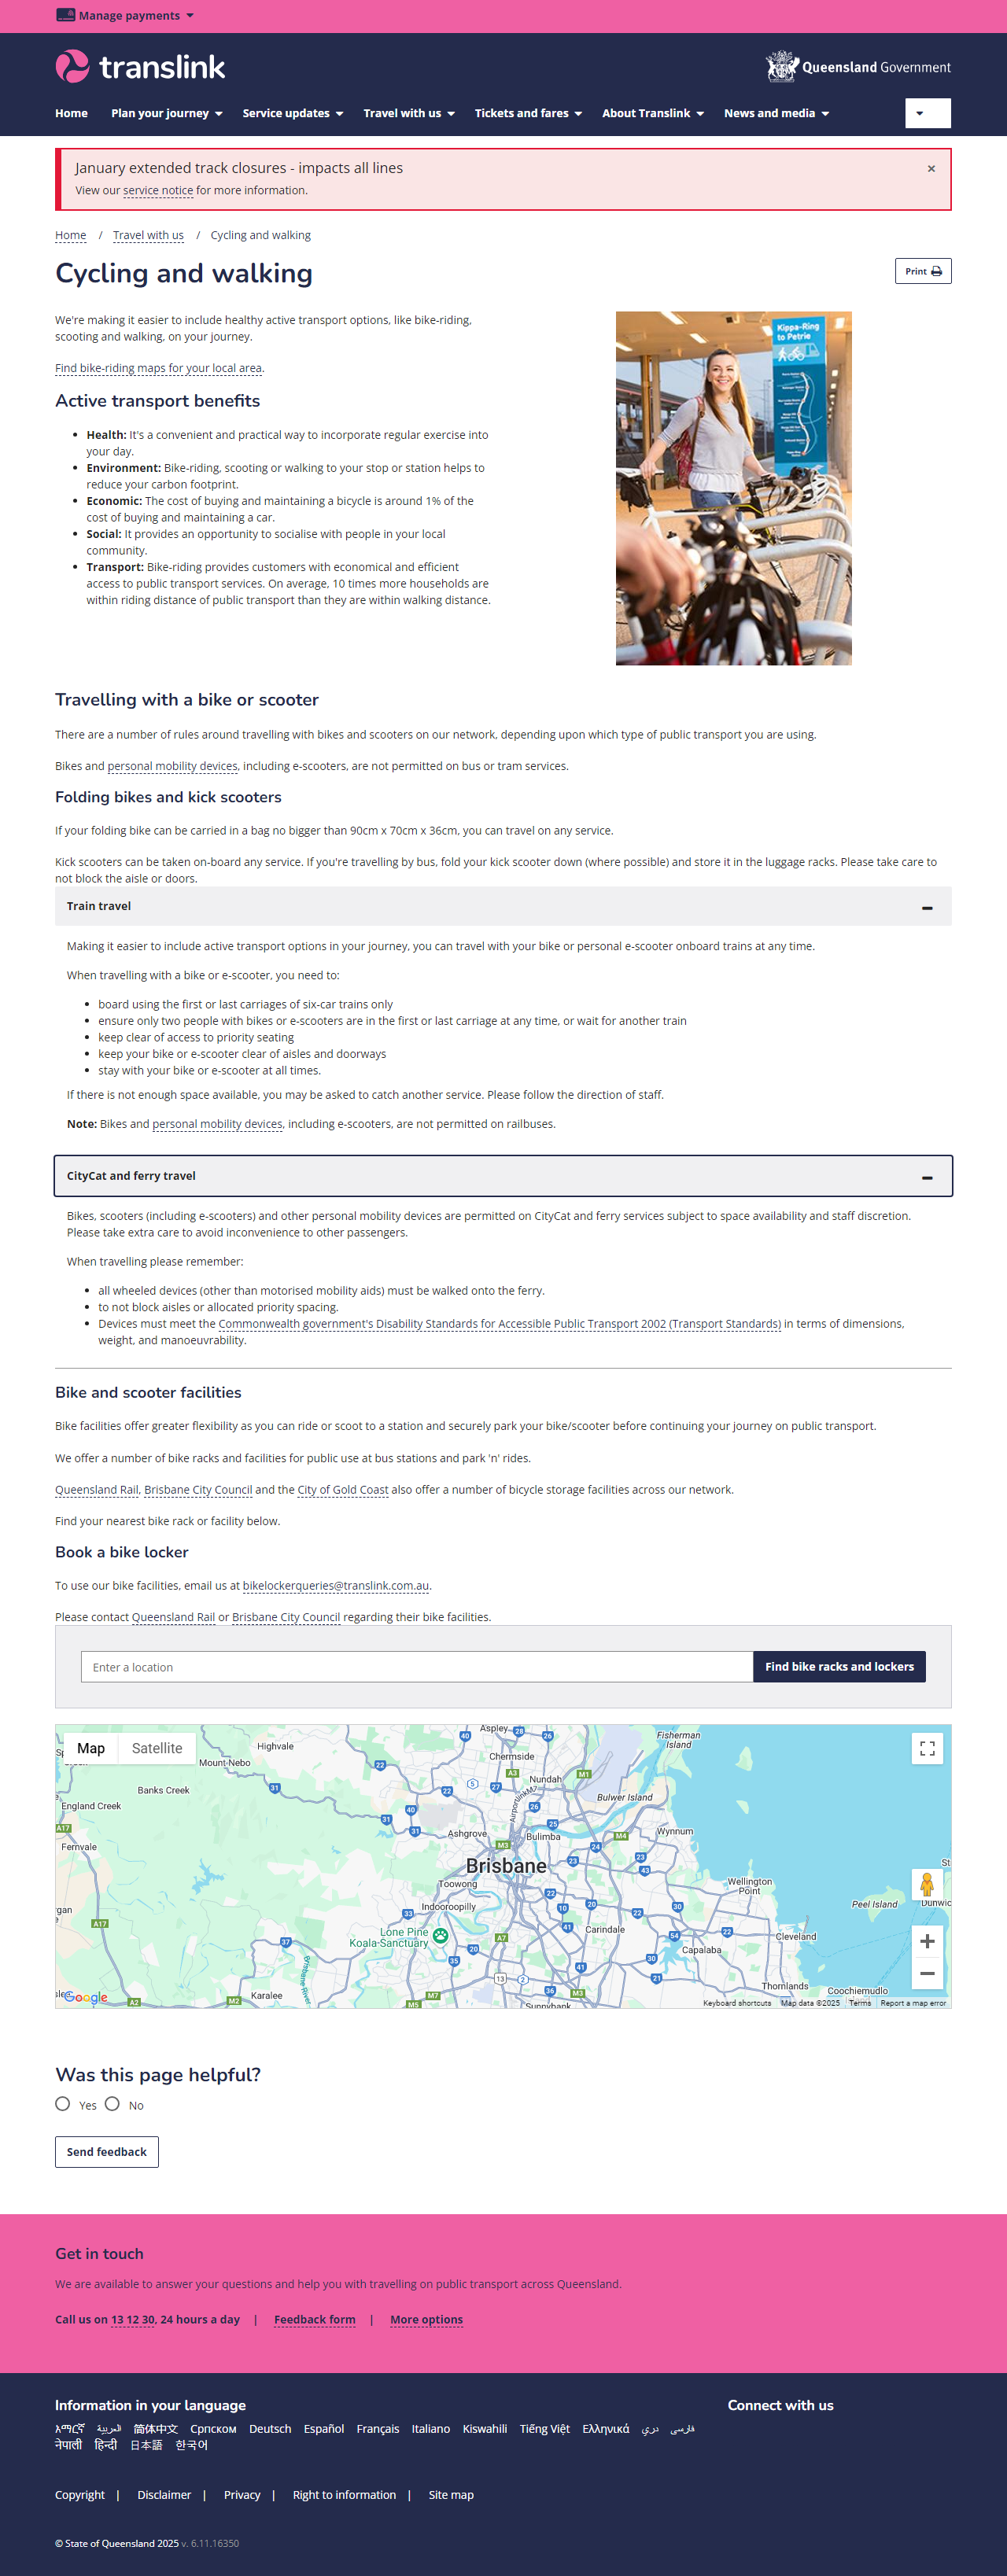 Manage payments
translink
Queensland Government
Home
Plan your journey
Service updates
Travel with us
Tickets and fares
About Translink
News and media
January extended track closures - impacts all lines
×
View our service notice for more information.
Home / Travel with us / Cycling and walking
Cycling and walking
Print
We're making it easier to include healthy active transport options, like bike-riding,
scooting and walking, on your journey.
Find bike-riding maps for your local area.
Kippa-Ring
to Petrie
Active transport benefits
• Health: It's a convenient and practical way to incorporate regular exercise into
your day.
• Environment: Bike-riding, scooting or walking to your stop or station helps to
reduce your carbon footprint.
• Economic: The cost of buying and maintaining a bicycle is around 1% of the
cost of buying and maintaining a car.
• Social: It provides an opportunity to socialise with people in your local
community.
• Transport: Bike-riding provides customers with economical and efficient
access to public transport services. On average, 10 times more households are
within riding distance of public transport than they are within walking distance.
Travelling with a bike or scooter
There are a number of rules around travelling with bikes and scooters on our network, depending upon which type of public transport you are using.
Bikes and personal mobility devices, including e-scooters, are not permitted on bus or tram services.
Folding bikes and kick scooters
If your folding bike can be carried in a bag no bigger than 90cm x 70cm x 36cm, you can travel on any service.
Kick scooters can be taken on-board any service. If you're travelling by bus, fold your kick scooter down (where possible) and store it in the luggage racks. Please take care to
not block the aisle or doors.
Train travel
Making it easier to include active transport options in your journey, you can travel with your bike or personal e-scooter onboard trains at any time.
When travelling with a bike or e-scooter, you need to:
• board using the first or last carriages of six-car trains only
• ensure only two people with bikes or e-scooters are in the first or last carriage at any time, or wait for another train
• keep clear of access to priority seating
• keep your bike or e-scooter clear of aisles and doorways
• stay with your bike or e-scooter at all times.
If there is not enough space available, you may be asked to catch another service. Please follow the direction of staff.
Note: Bikes and personal mobility devices, including e-scooters, are not permitted on railbuses.
CityCat and ferry travel
Bikes, scooters (including e-scooters) and other personal mobility devices are permitted on CityCat and ferry services subject to space availability and staff discretion.
Please take extra care to avoid inconvenience to other passengers.
When travelling please remember:
• all wheeled devices (other than motorised mobility aids) must be walked onto the ferry.
• to not block aisles or allocated priority spacing.
• Devices must meet the Commonwealth government's Disability Standards for Accessible Public Transport 2002 (Transport Standards) in terms of dimensions,
weight, and manoeuvrability.
Bike and scooter facilities
Bike facilities offer greater flexibility as you can ride or scoot to a station and securely park your bike/scooter before continuing your journey on public transport.
We offer a number of bike racks and facilities for public use at bus stations and park 'n' rides.
Queensland Rail, Brisbane City Council and the City of Gold Coast also offer a number of bicycle storage facilities across our network.
Find your nearest bike rack or facility below.
Book a bike locker
To use our bike facilities, email us at bikelockerqueries@translink.com.au.
Please contact Queensland Rail or Brisbane City Council regarding their bike facilities.
Enter a location
Find bike racks and lockers
Map
Satellite
Aspley
Fisherman
Island
Highvale
Chermside
Mount Nebo
Nundah
Banks Creek
AirportlinkM7
Bulwer Island
England Creek
Ashgrove
Bulimba
Wynnum
Fernvale
Brisbane
Toowong
Wellington
Point
Indooroopilly
Peel Island
Dunwic
Lone Pine
Koala-Sanctuary
Carindale
Cleveland
Capalaba
Brisbane River
Thornlands
Coochiemudlo
Karalee
Sunnybank
Google
Keyboard shortcuts
Map data ©2025
Terms
Report a map error
Was this page helpful?
Yes
No
Send feedback
Get in touch
We are available to answer your questions and help you with travelling on public transport across Queensland.
Call us on 13 12 30, 24 hours a day | Feedback form | More options
Information in your language
Connect with us
አማርኛ العربية 简体中文 Српском Deutsch Español Français Italiano Kiswahili Tiếng Việt Ελληνικά دري فارسی
नेपाली हिन्दी 日本語 한국어
Copyright | Disclaimer | Privacy | Right to information | Site map
© State of Queensland 2025 v. 6.11.16350